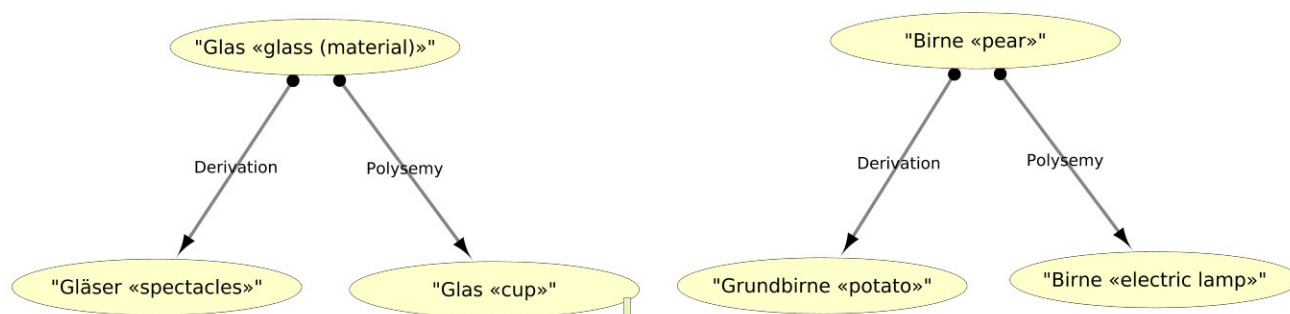 "Glas «glass (material)»"
"Birne «pear»"
Derivation
Polysemy
Derivation
Polysemy
"Gläser «spectacles»"
"Glas «cup»"
"Grundbirne «potato»"
"Birne «electric lamp»"